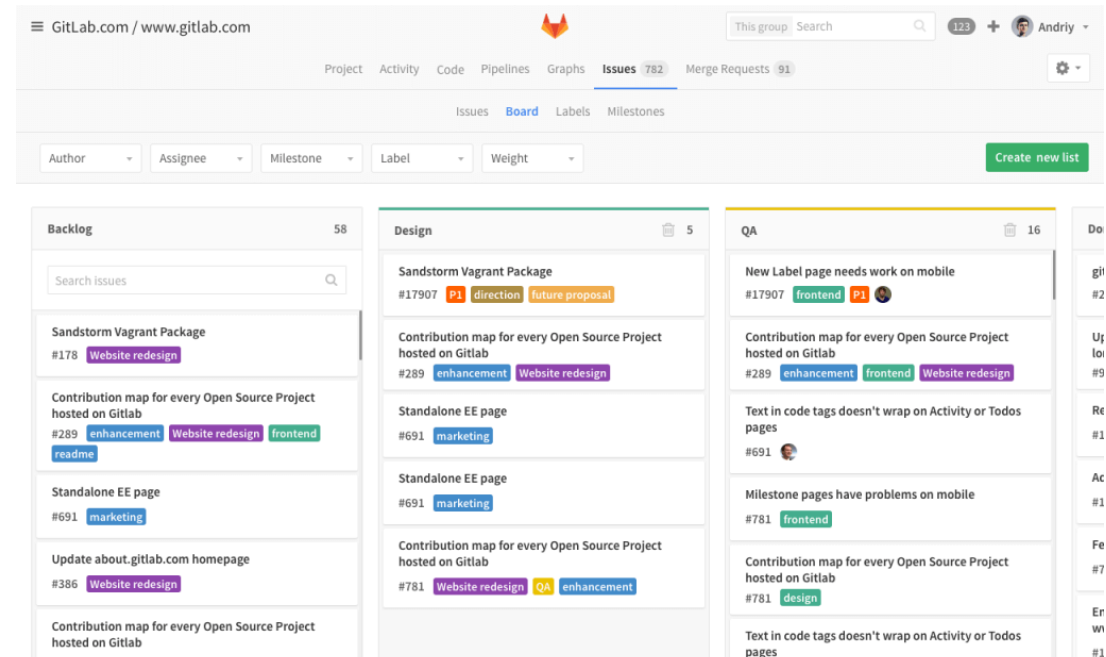 GitLab.com / www.gitlab.com
This group Search
123
Andriy
Project Activity Code Pipelines Graphs Issues 782 Merge Requests 91
Issues Board Labels Milestones
Author Assignee Milestone Label Weight
Create new list
Backlog 58
Search issues
Sandstorm Vagrant Package
#178 Website redesign
Contribution map for every Open Source Project
hosted on Gitlab
#289 enhancement Website redesign frontend
readme
Standalone EE page
#691 marketing
Update about.gitlab.com homepage
#386 Website redesign
Contribution map for every Open Source Project
hosted on Gitlab
Design 5
Sandstorm Vagrant Package
#17907 P1 direction future proposal
Contribution map for every Open Source Project
hosted on Gitlab
#289 enhancement Website redesign
Standalone EE page
#691 marketing
Standalone EE page
#691 marketing
Contribution map for every Open Source Project
hosted on Gitlab
#781 Website redesign QA enhancement
QA 16
New Label page needs work on mobile
#17907 frontend P1
Contribution map for every Open Source Project
hosted on Gitlab
#289 enhancement frontend Website redesign
Text in code tags doesn't wrap on Activity or Todos
pages
#691
Milestone pages have problems on mobile
#781 frontend
Contribution map for every Open Source Project
hosted on Gitlab
#781 design
Text in code tags doesn't wrap on Activity or Todos
pages